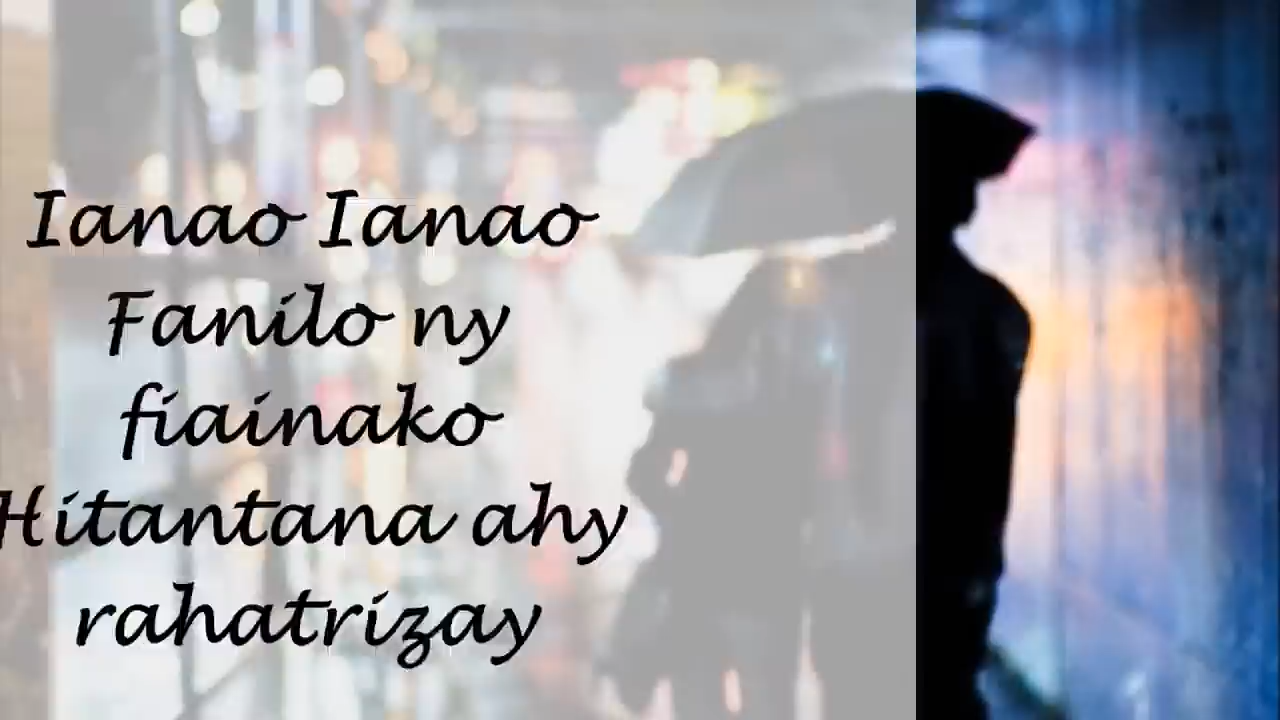 Ianao Ianao
Fanilo ny
fiainako
Hitantana ahy
rahatrizay